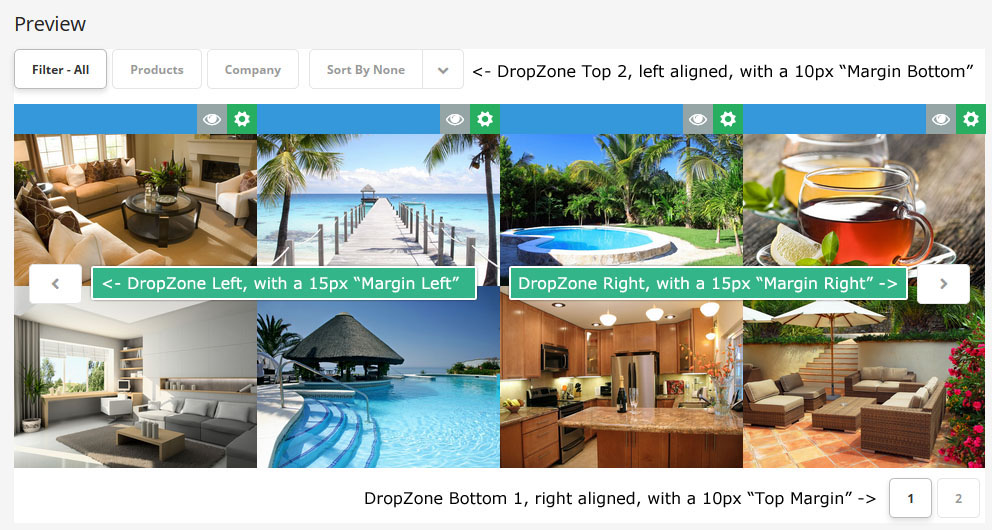 Preview
Filter - All Products Company Sort By None <- DropZone Top 2, left aligned, with a 10px “Margin Bottom”
<- DropZone Left, with a 15px “Margin Left” DropZone Right, with a 15px “Margin Right” ->
DropZone Bottom 1, right aligned, with a 10px “Top Margin” -> 1 2